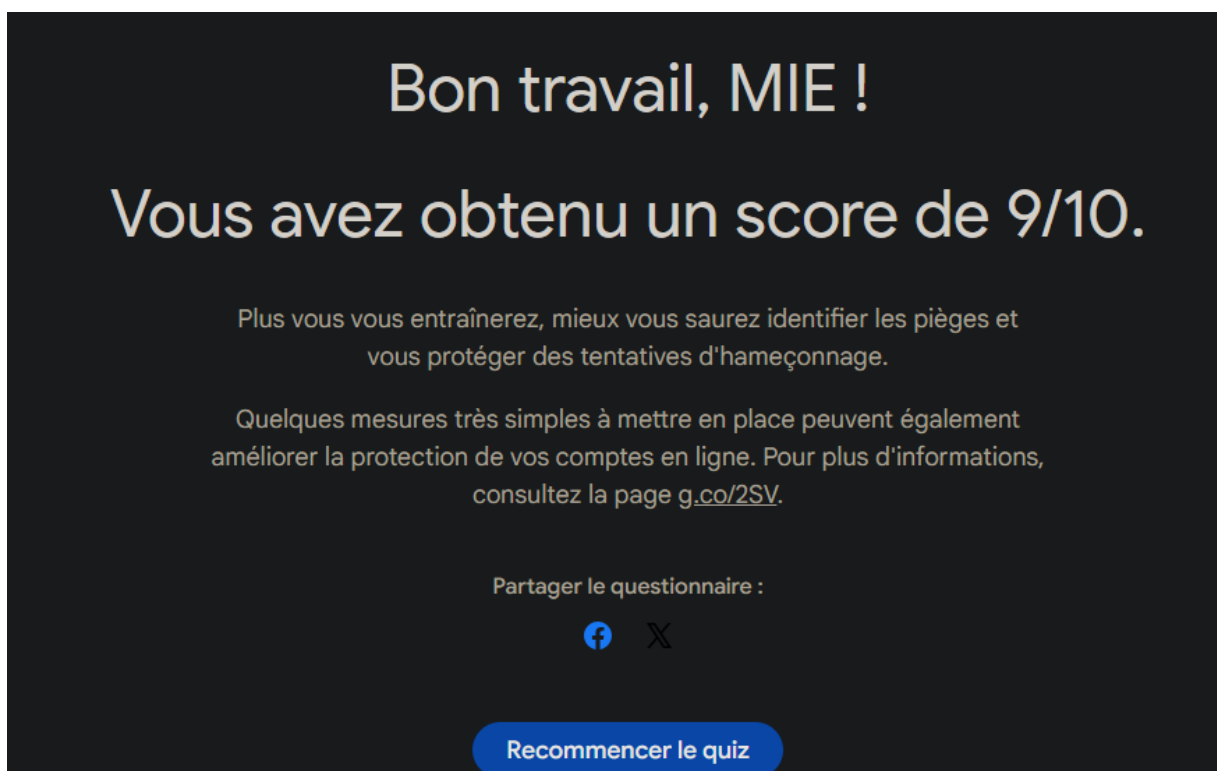 Bon travail, MIE !
Vous avez obtenu un score de 9/10.
Plus vous vous entraînerez, mieux vous saurez identifier les pièges et
vous protéger des tentatives d'hameçonnage.
Quelques mesures très simples à mettre en place peuvent également
améliorer la protection de vos comptes en ligne. Pour plus d'informations,
consultez la page g.co/2SV.
Partager le questionnaire :
Recommencer le quiz